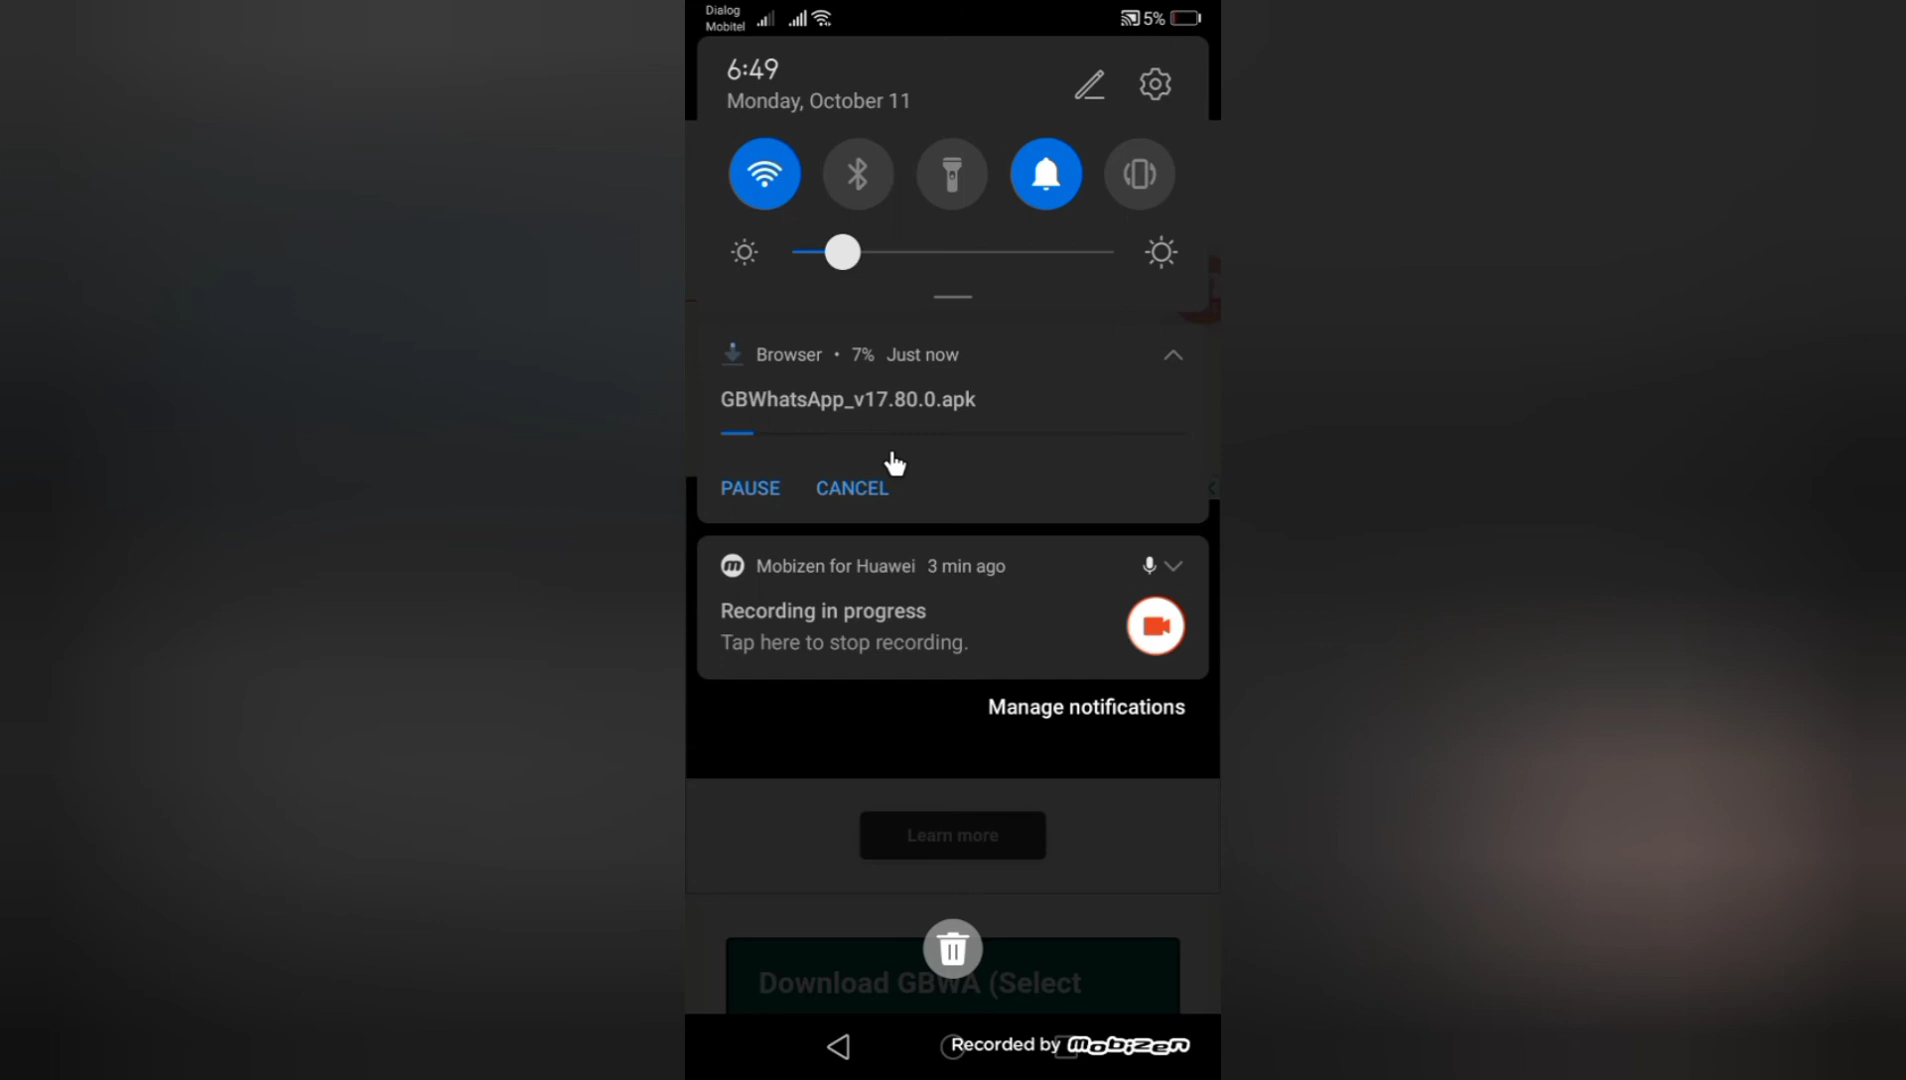 Dialog
Mobitel
5%
6:49
Monday, October 11
Browser • 7% Just now
GBWhatsApp_v17.80.0.apk
PAUSE CANCEL
Mobizen for Huawei 3 min ago
Recording in progress
Tap here to stop recording.
Manage notifications
Learn more
Download GBWA (Select
Recorded by mobizen